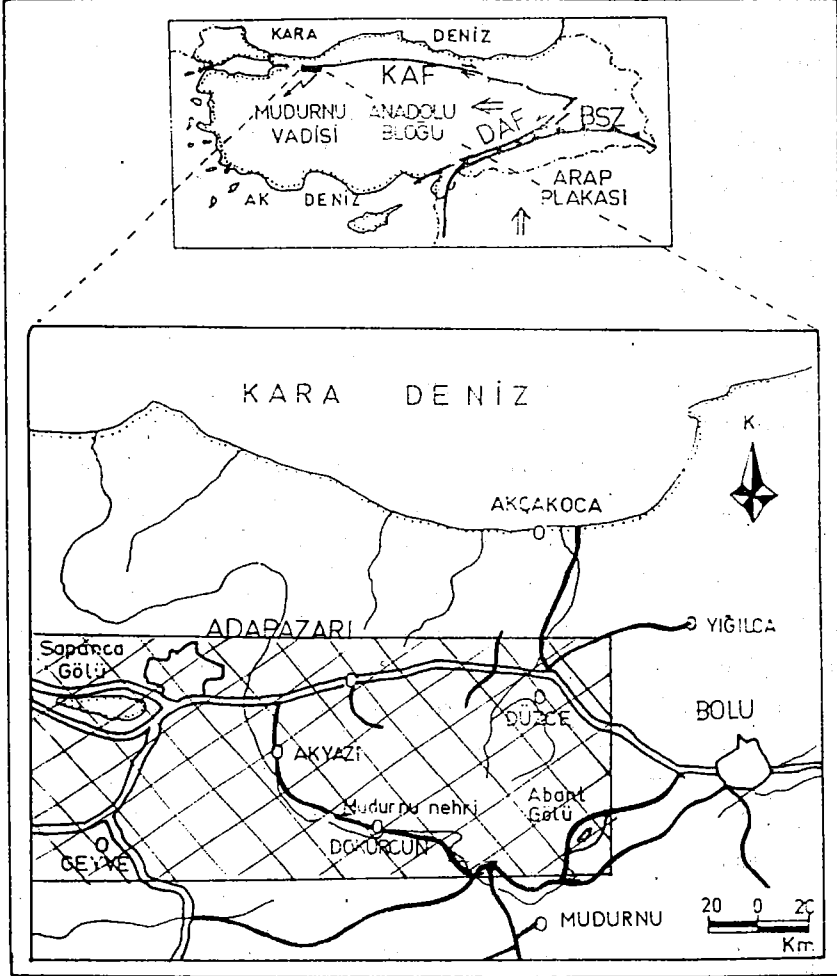 KARA DENİZ
KAF
MUDURNU
VADİSİ
ANADOLU
BLOĞU
DAF
BSZ
ARAP
PLAKASI
AK DENİZ
KARA DENİZ
K
AKÇAKOCA
ADAPAZARI
YIĞILCA
Sapanca
Gölü
DÜZCE
BOLU
AKYAZI
Mudurnu nehri
Abant
Gölü
DOKURCUN
GEYVE
MUDURNU
20 0 20
Km